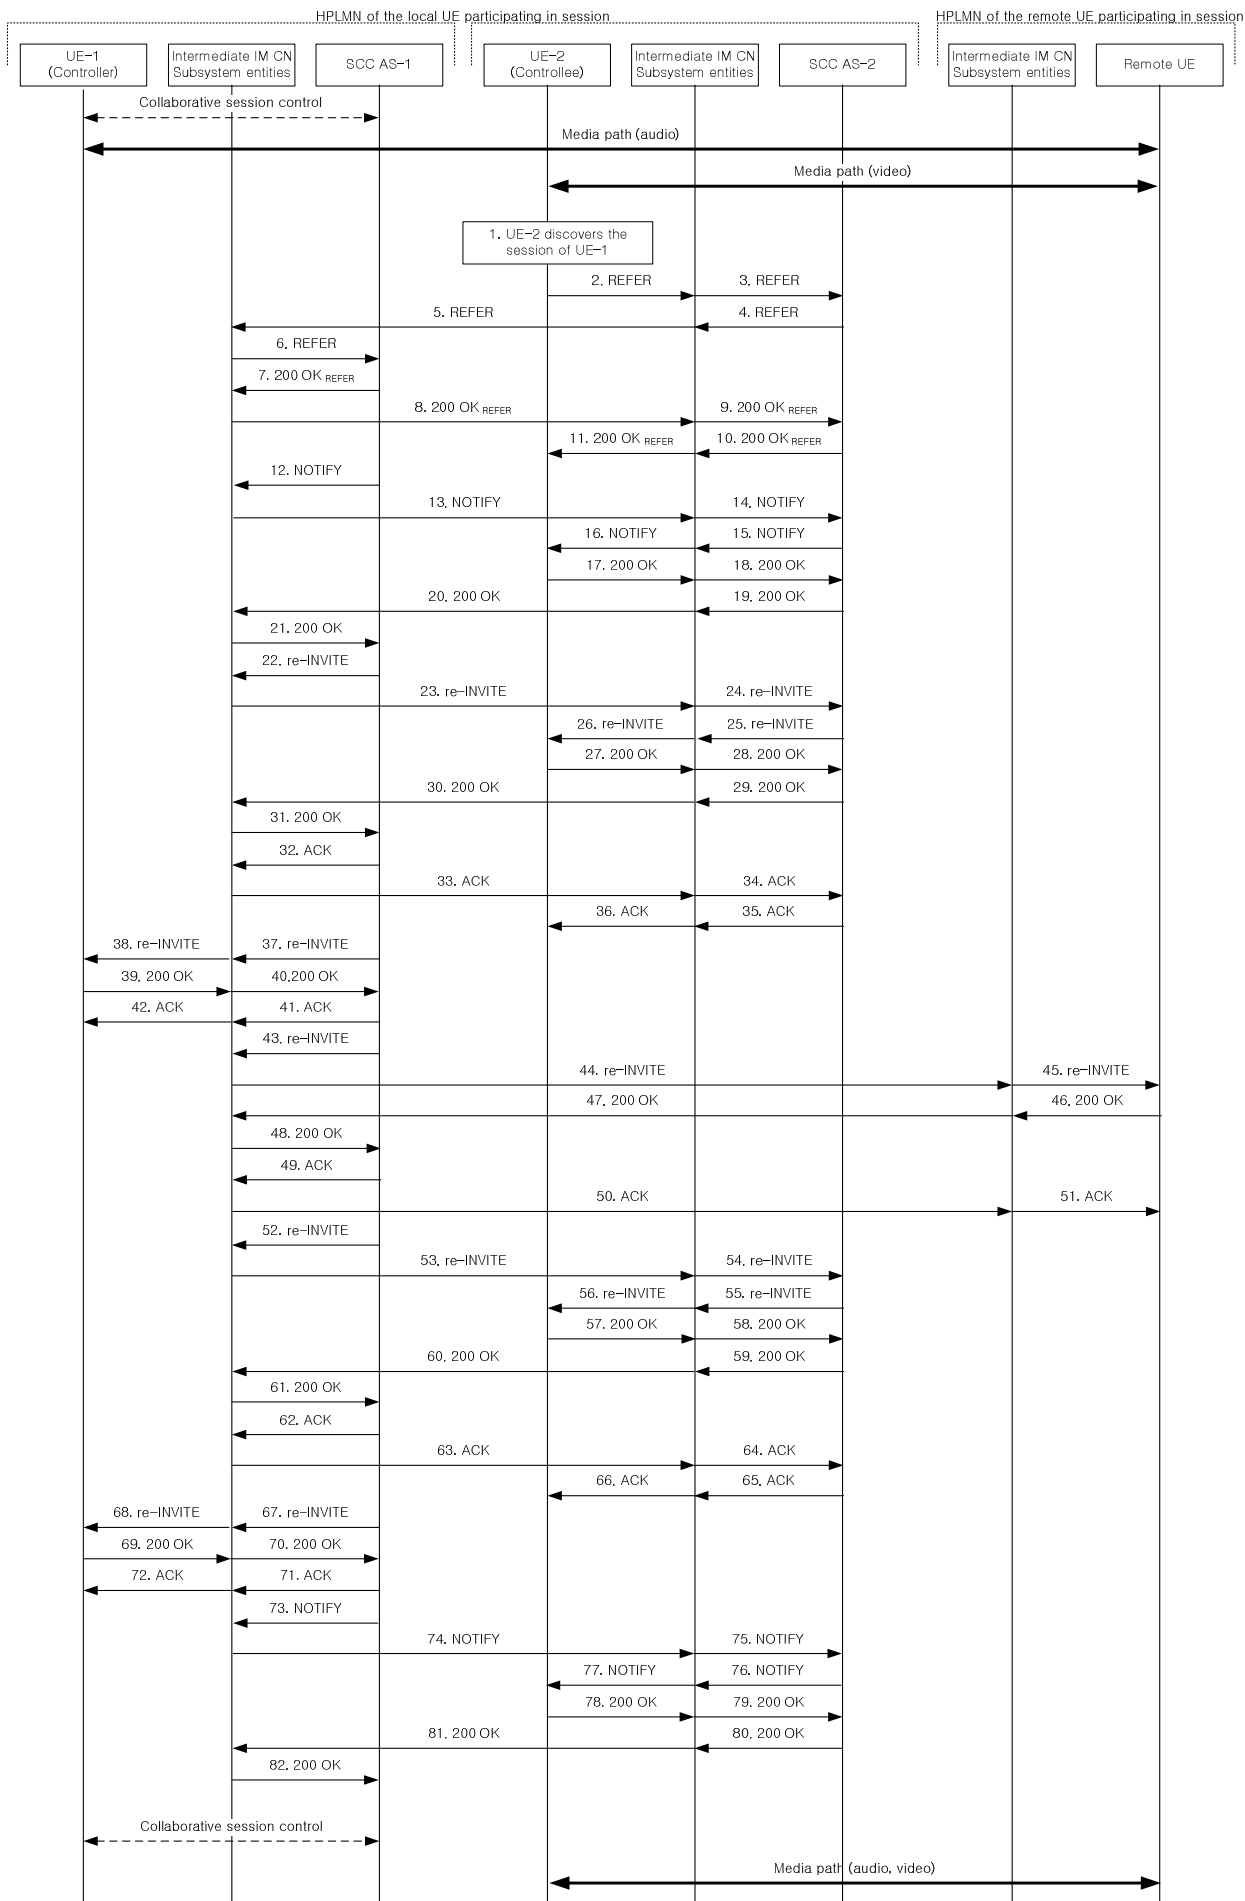 HPLMN of the local UE participating in session
HPLMN of the remote UE participating in session
UE-1
(Controller)
Intermediate IM CN
Subsystem entities
SCC AS-1
UE-2
(Controllee)
Intermediate IM CN
Subsystem entities
SCC AS-2
Intermediate IM CN
Subsystem entities
Remote UE
Collaborative session control
Media path (audio)
Media path (video)
1. UE-2 discovers the
session of UE-1
2. REFER
3. REFER
5. REFER
4. REFER
6. REFER
7. 200 OK REFER
8. 200 OK REFER
9. 200 OK REFER
11. 200 OK REFER
10. 200 OK REFER
12. NOTIFY
13. NOTIFY
14. NOTIFY
16. NOTIFY
15. NOTIFY
17. 200 OK
18. 200 OK
20. 200 OK
19. 200 OK
21. 200 OK
22. re-INVITE
23. re-INVITE
24. re-INVITE
26. re-INVITE
25. re-INVITE
27. 200 OK
28. 200 OK
30. 200 OK
29. 200 OK
31. 200 OK
32. ACK
33. ACK
34. ACK
36. ACK
35. ACK
38. re-INVITE
37. re-INVITE
39. 200 OK
40.200 OK
42. ACK
41. ACK
43. re-INVITE
44. re-INVITE
45. re-INVITE
47. 200 OK
46. 200 OK
48. 200 OK
49. ACK
50. ACK
51. ACK
52. re-INVITE
53. re-INVITE
54. re-INVITE
56. re-INVITE
55. re-INVITE
57. 200 OK
58. 200 OK
60. 200 OK
59. 200 OK
61. 200 OK
62. ACK
63. ACK
64. ACK
66. ACK
65. ACK
68. re-INVITE
67. re-INVITE
69. 200 OK
70. 200 OK
72. ACK
71. ACK
73. NOTIFY
74. NOTIFY
75. NOTIFY
77. NOTIFY
76. NOTIFY
78. 200 OK
79. 200 OK
81. 200 OK
80. 200 OK
82. 200 OK
Collaborative session control
Media path (audio, video)